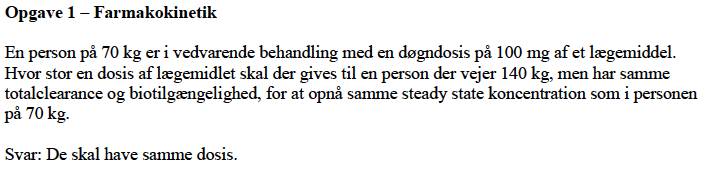 Opgave 1 – Farmakokinetik
En person på 70 kg er i vedvarende behandling med en døgndosis på 100 mg af et lægemiddel.
Hvor stor en dosis af lægemidlet skal der gives til en person der vejer 140 kg, men har samme
totalclearance og biotilgængelighed, for at opnå samme steady state koncentration som i personen
på 70 kg.
Svar: De skal have samme dosis.